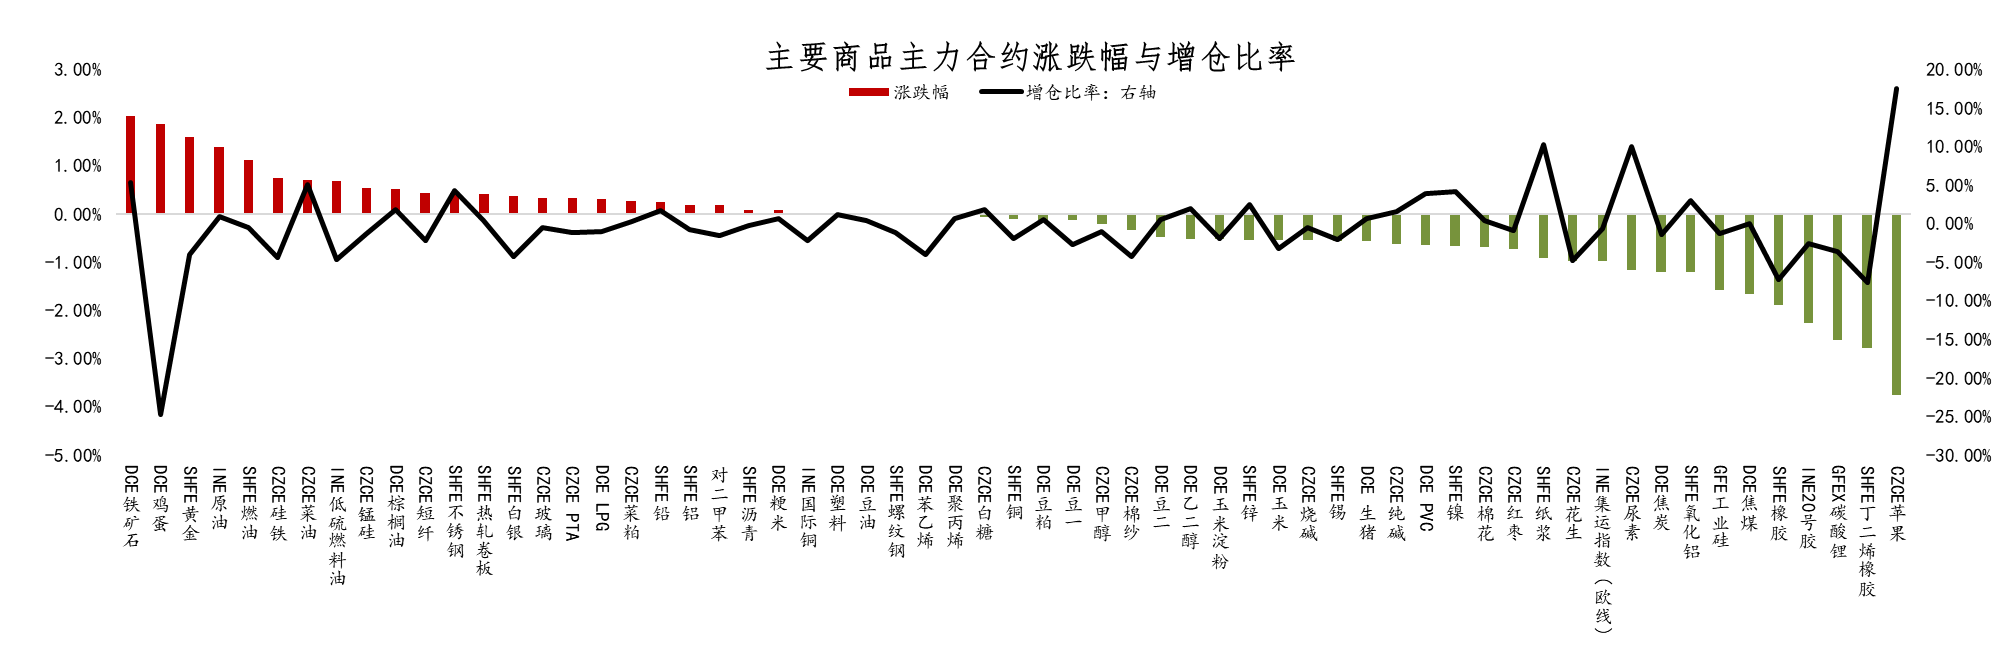 主要商品主力合约涨跌幅与增仓比率
涨跌幅
增仓比率：右轴
3.00%
2.00%
1.00%
0.00%
-1.00%
-2.00%
-3.00%
-4.00%
-5.00%
20.00%
15.00%
10.00%
5.00%
0.00%
-5.00%
-10.00%
-15.00%
-20.00%
-25.00%
-30.00%
DCE铁矿石
DCE鸡蛋
SHFE黄金
INE原油
SHFE燃油
CZCE硅铁
CZCE菜油
INE低硫燃料油
CZCE锰硅
DCE棕榈油
CZCE短纤
SHFE不锈钢
SHFE热轧卷板
SHFE白银
CZCE玻璃
CZCE PTA
DCE LPG
CZCE菜粕
SHFE铅
SHFE铝
对二甲苯
SHFE沥青
DCE粳米
INE国际铜
DCE塑料
DCE豆油
SHFE螺纹钢
DCE苯乙烯
DCE聚丙烯
CZCE白糖
SHFE铜
DCE豆粕
DCE豆一
CZCE甲醇
CZCE棉纱
DCE豆二
DCE乙二醇
DCE玉米淀粉
SHFE锌
DCE玉米
CZCE烧碱
SHFE锡
DCE 生猪
CZCE纯碱
DCE PVC
SHFE镍
CZCE棉花
CZCE红枣
SHFE纸浆
CZCE花生
INE集运指数（欧线）
CZCE尿素
DCE焦炭
SHFE氧化铝
GFE工业硅
DCE焦煤
SHFE橡胶
INE20号胶
GFEX碳酸锂
SHFE丁二烯橡胶
CZCE苹果